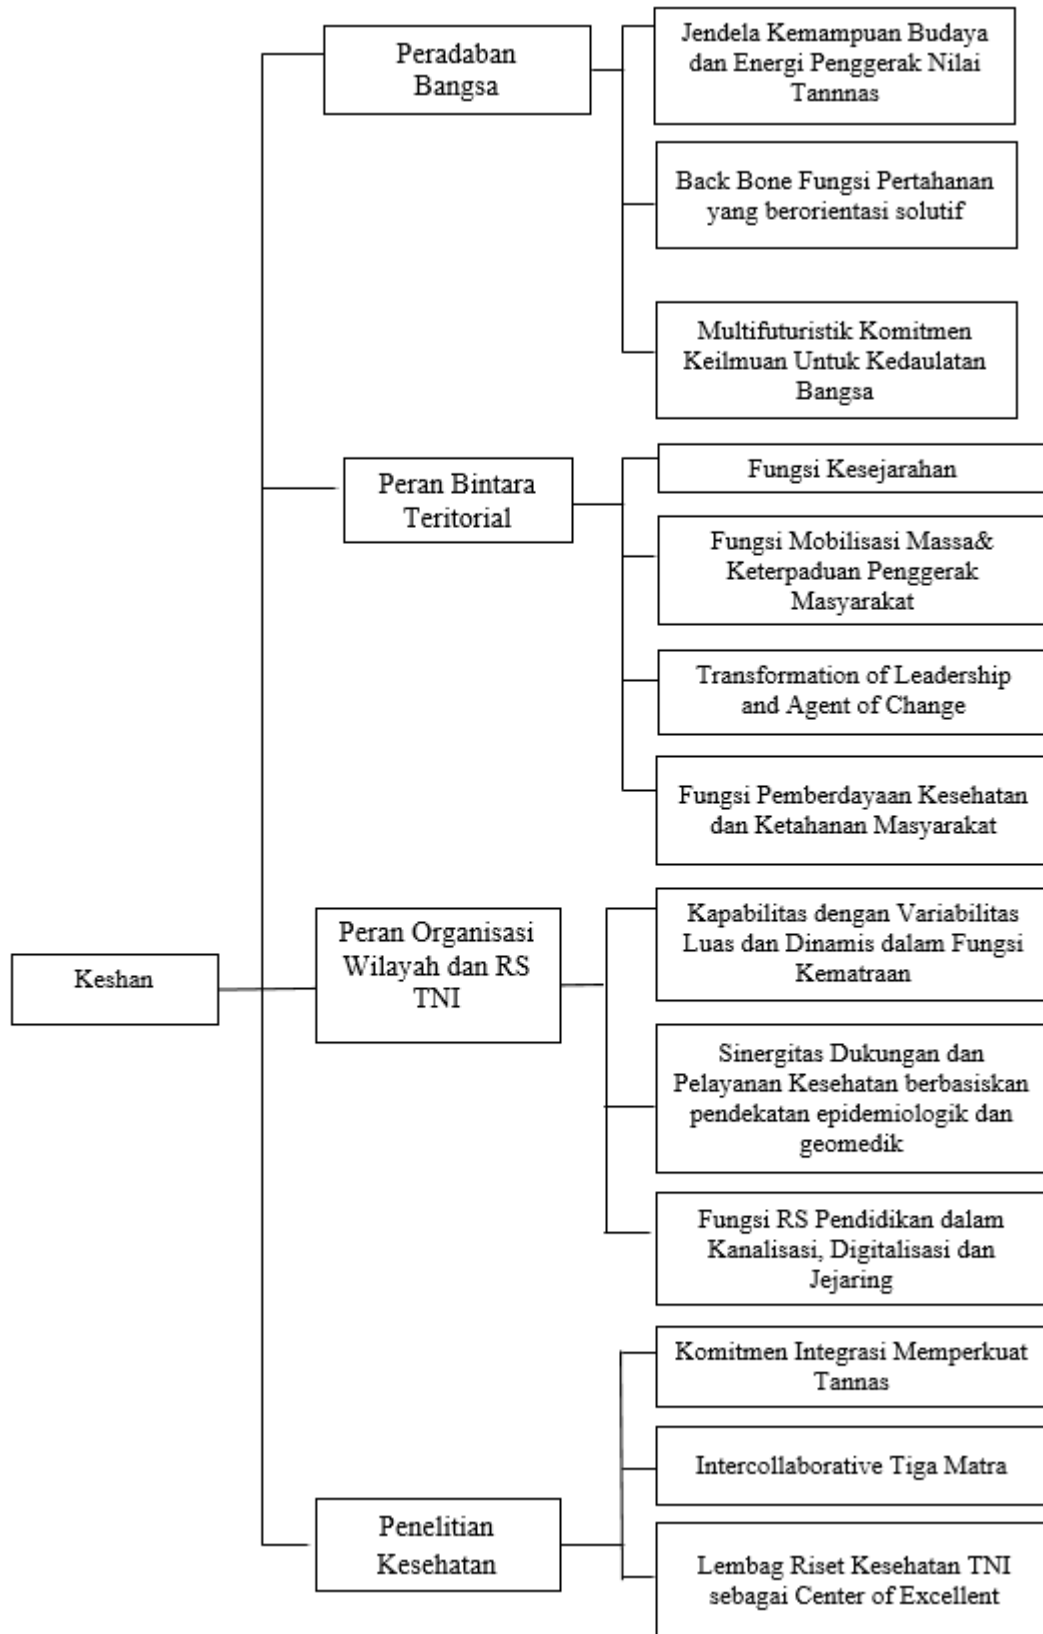 Peradaban
Bangsa
Jendela Kemampuan Budaya
dan Energi Penggerak Nilai
Tannnas
Back Bone Fungsi Pertahanan
yang berorientasi solutif
Multifuturistik Komitmen
Keilmuan Untuk Kedaulatan
Bangsa
Peran Bintara
Teritorial
Fungsi Kesejarahan
Fungsi Mobilisasi Massa&
Keterpaduan Penggerak
Masyarakat
Transformation of Leadership
and Agent of Change
Fungsi Pemberdayaan Kesehatan
dan Ketahanan Masyarakat
Keshan
Peran Organisasi
Wilayah dan RS
TNI
Kapabilitas dengan Variabilitas
Luas dan Dinamis dalam Fungsi
Kematraan
Sinergitas Dukungan dan
Pelayanan Kesehatan berbasiskan
pendekatan epidemiologik dan
geomedik
Fungsi RS Pendidikan dalam
Kanalisasi, Digitalisasi dan
Jejaring
Penelitian
Kesehatan
Komitmen Integrasi Memperkuat
Tannas
Intercollaborative Tiga Matra
Lembag Riset Kesehatan TNI
sebagai Center of Excellent